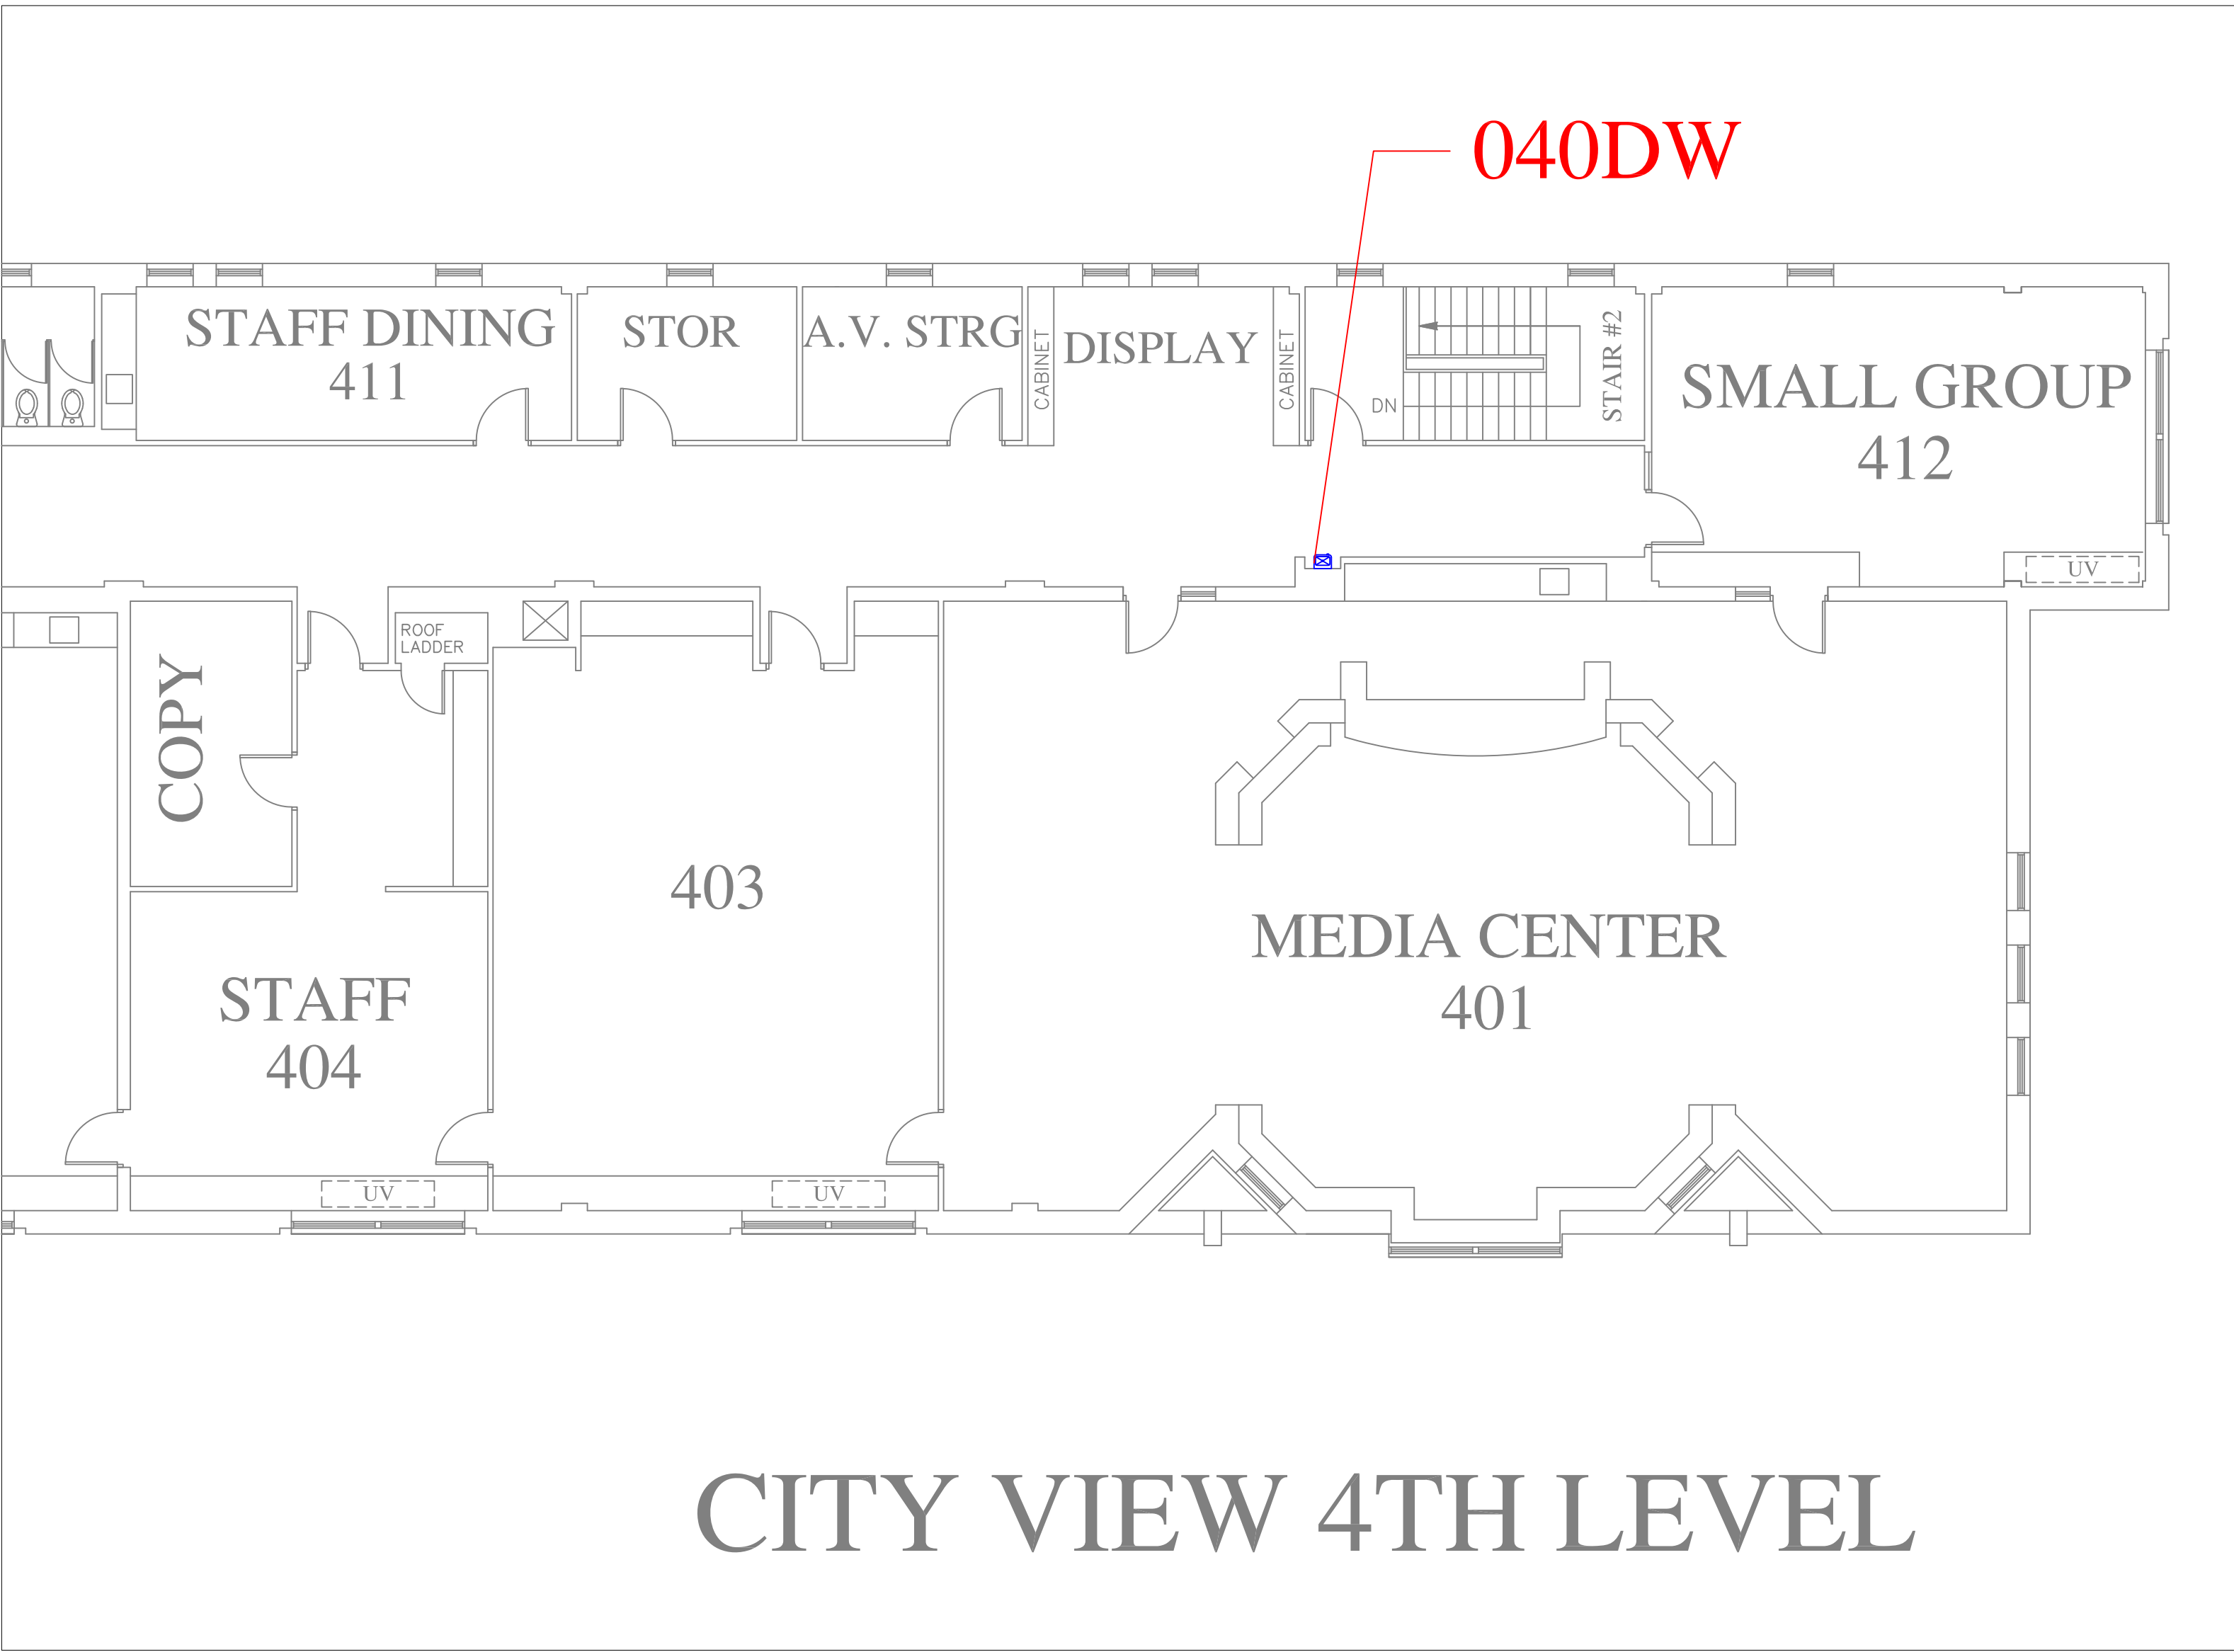 040DW
STAFF DINING
411
STOR.
A.V. STRG
CABINET
DISPLAY
CABINET
DN
STAIR #2
SMALL GROUP
412
UV
ROOF
LADDER
COPY
403
STAFF
404
MEDIA CENTER
401
UV
UV
CITY VIEW 4TH LEVEL